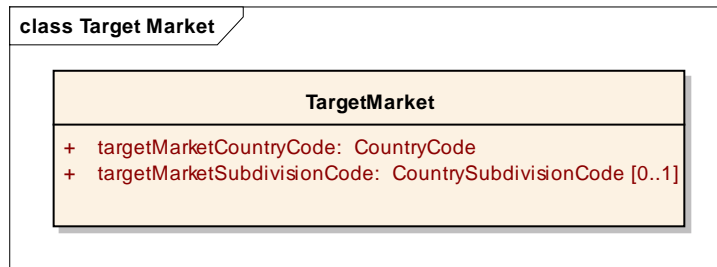 class Target Market
TargetMarket
+ targetMarketCountryCode: CountryCode
+ targetMarketSubdivisionCode: CountrySubdivisionCode [0..1]